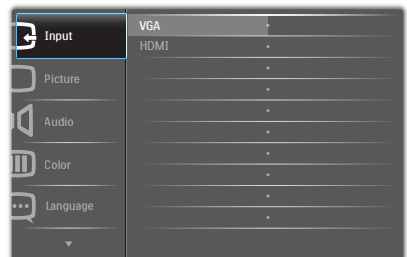 Input
Picture
Audio
Color
Language
VGA
HDMI